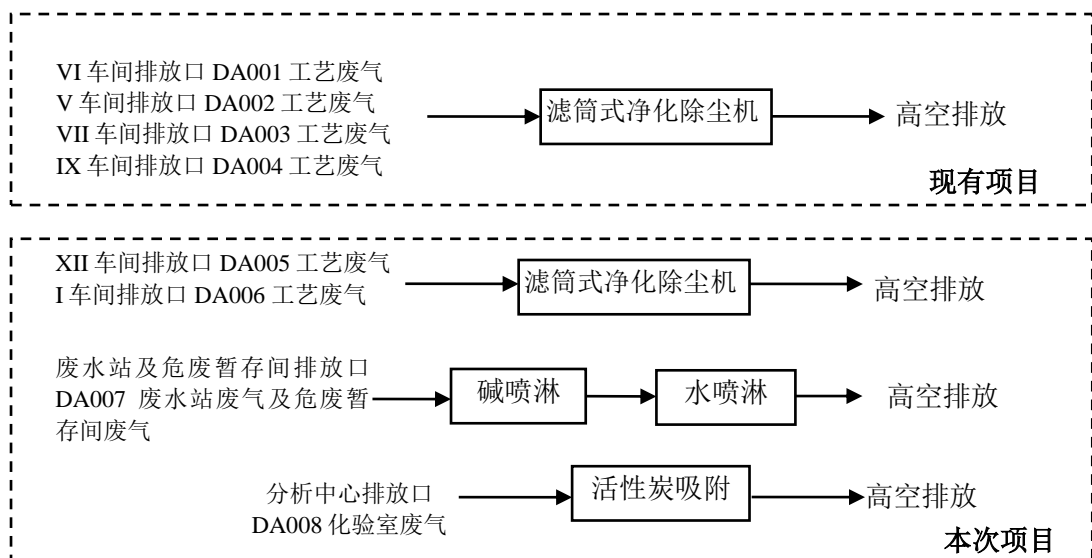 VI 车间排放口 DA001 工艺废气
V 车间排放口 DA002 工艺废气
VII 车间排放口 DA003 工艺废气
IX 车间排放口 DA004 工艺废气
滤筒式净化除尘机
高空排放
现有项目
XII 车间排放口 DA005 工艺废气
I 车间排放口 DA006 工艺废气
滤筒式净化除尘机
高空排放
废水站及危废暂存间排放口
DA007 废水站废气及危废暂
存间废气
碱喷淋
水喷淋
高空排放
分析中心排放口
DA008 化验室废气
活性炭吸附
高空排放
本次项目